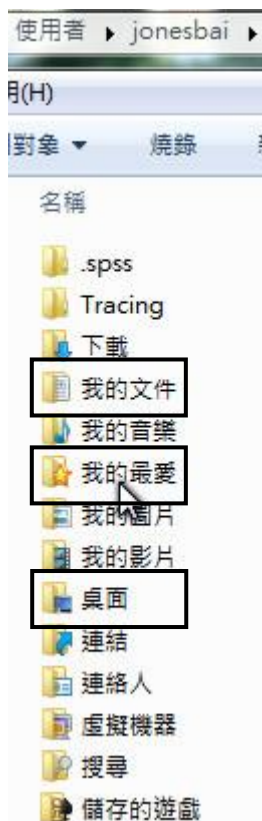 使用者 ▸ jonesbai ▸
(H)
對象 ▼ 燒錄
名稱
.spss
Tracing
下載
我的文件
我的音樂
我的最愛
我的圖片
我的影片
桌面
連結
連絡人
虛擬機器
搜尋
儲存的遊戲